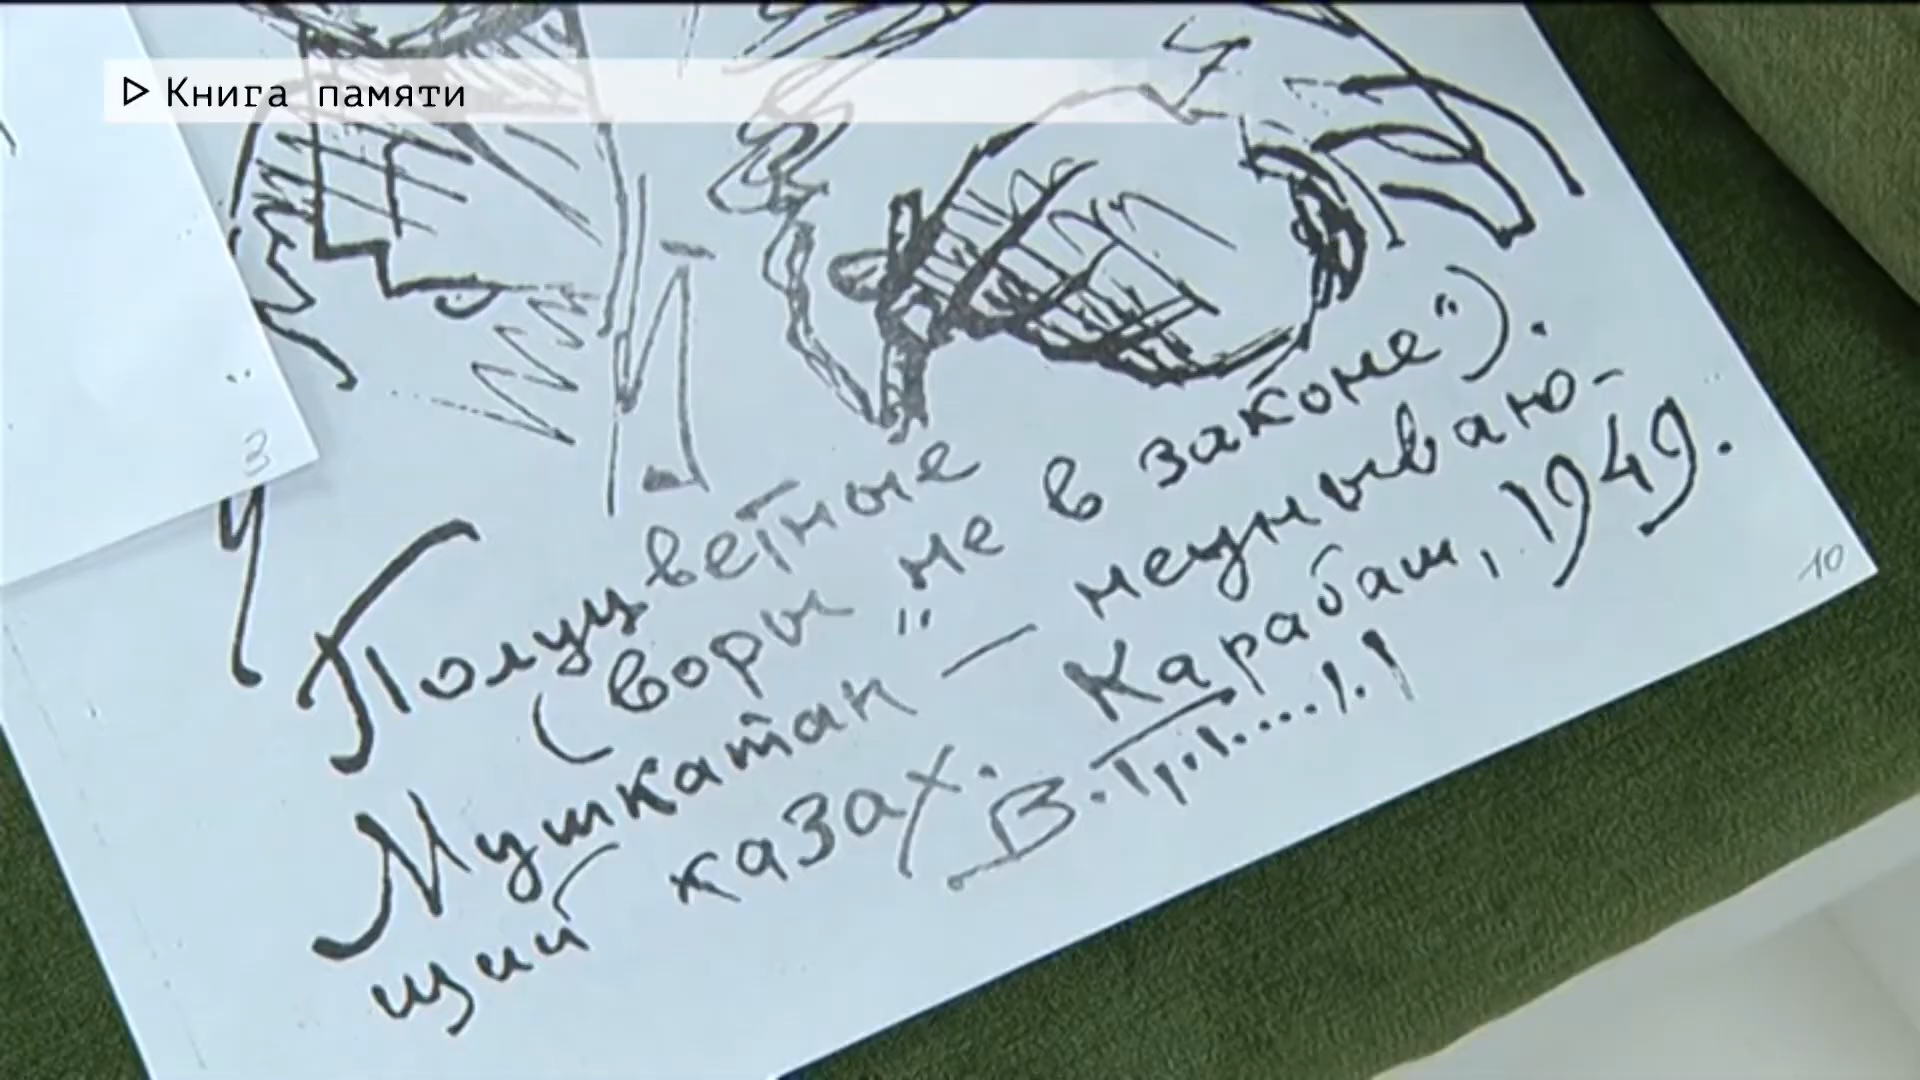 Книга памяти
3
Полуцветные
(воры „не в законе").
Мушкатан — неунываю-
щий казах. Карабаш, 1949.
10